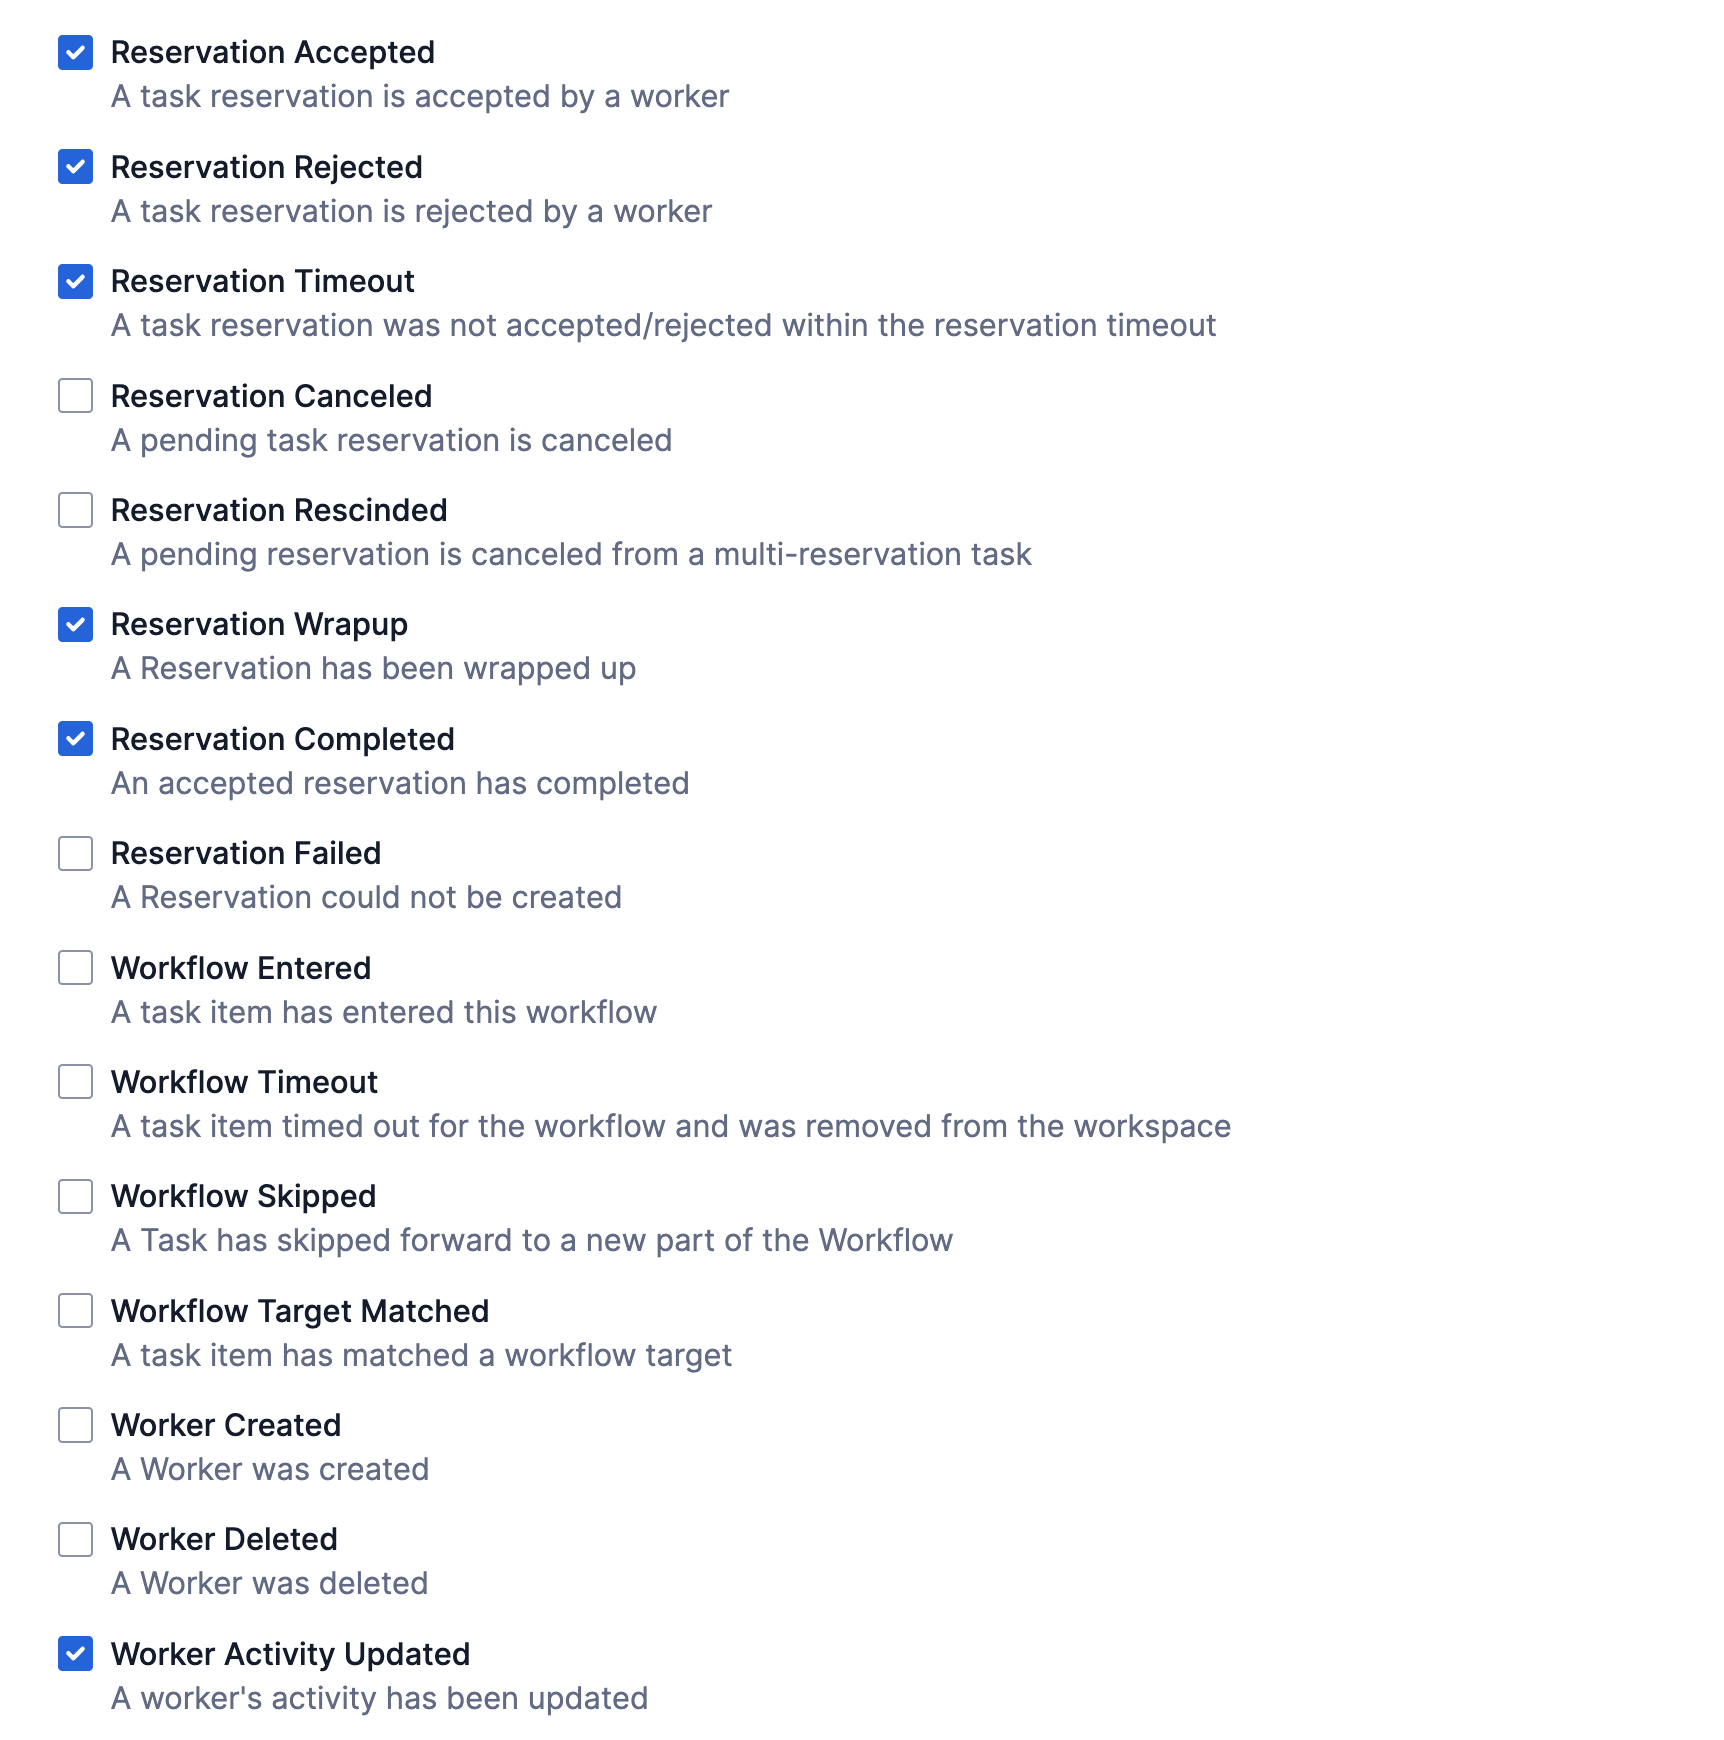 Reservation Accepted
A task reservation is accepted by a worker
Reservation Rejected
A task reservation is rejected by a worker
Reservation Timeout
A task reservation was not accepted/rejected within the reservation timeout
Reservation Canceled
A pending task reservation is canceled
Reservation Rescinded
A pending reservation is canceled from a multi-reservation task
Reservation Wrapup
A Reservation has been wrapped up
Reservation Completed
An accepted reservation has completed
Reservation Failed
A Reservation could not be created
Workflow Entered
A task item has entered this workflow
Workflow Timeout
A task item timed out for the workflow and was removed from the workspace
Workflow Skipped
A Task has skipped forward to a new part of the Workflow
Workflow Target Matched
A task item has matched a workflow target
Worker Created
A Worker was created
Worker Deleted
A Worker was deleted
Worker Activity Updated
A worker's activity has been updated